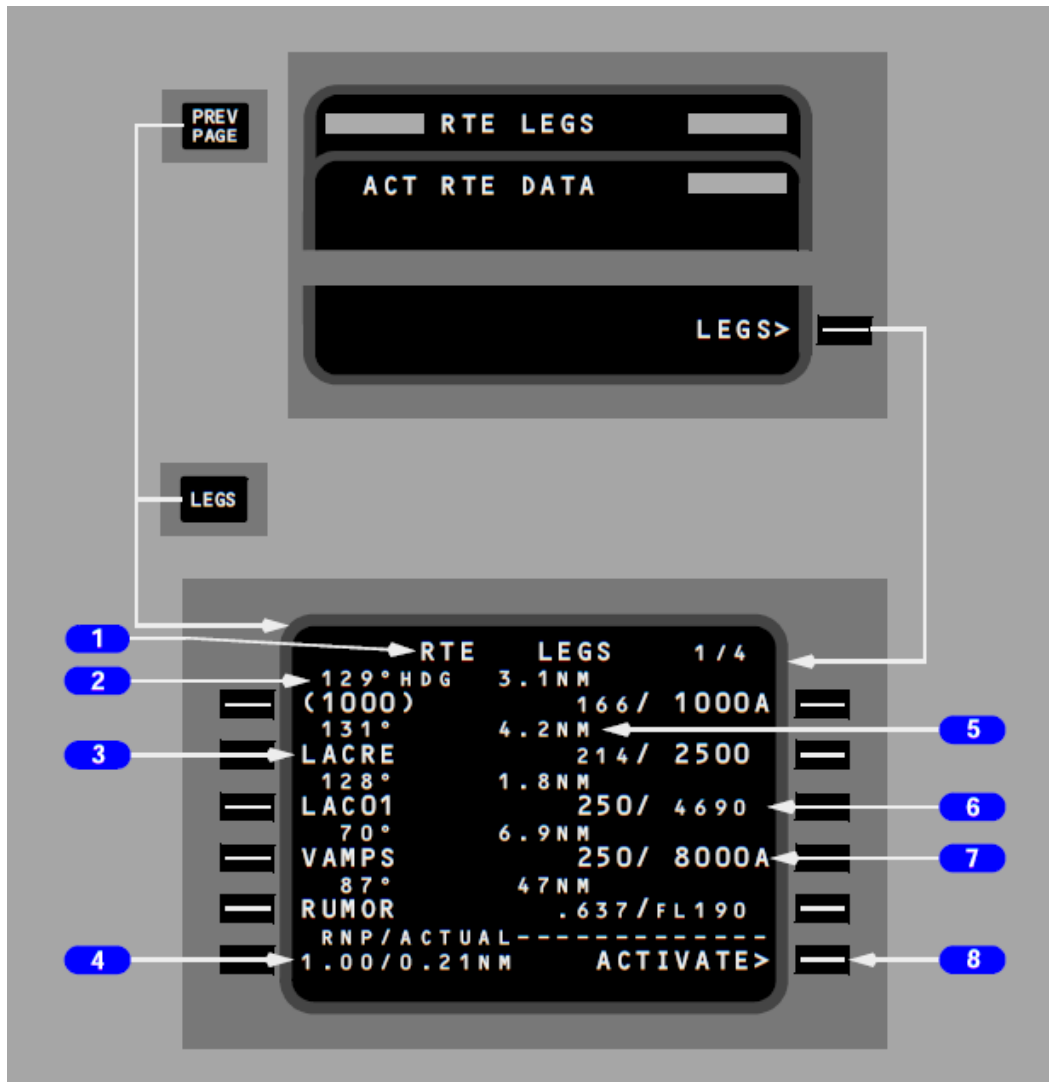 PREV
PAGE
RTE LEGS
ACT RTE DATA
LEGS>
LEGS
1
RTE LEGS 1/4
2
129°HDG 3.1NM
(1000) 166/ 1000A
131° 4.2NM
5
3
LACRE 214/ 2500
128° 1.8NM
LACO1 250/ 4690
6
70° 6.9NM
VAMPS 250/ 8000A
7
87° 47NM
RUMOR .637/FL190
RNP/ACTUAL-------------
4
1.00/0.21NM ACTIVATE>
8